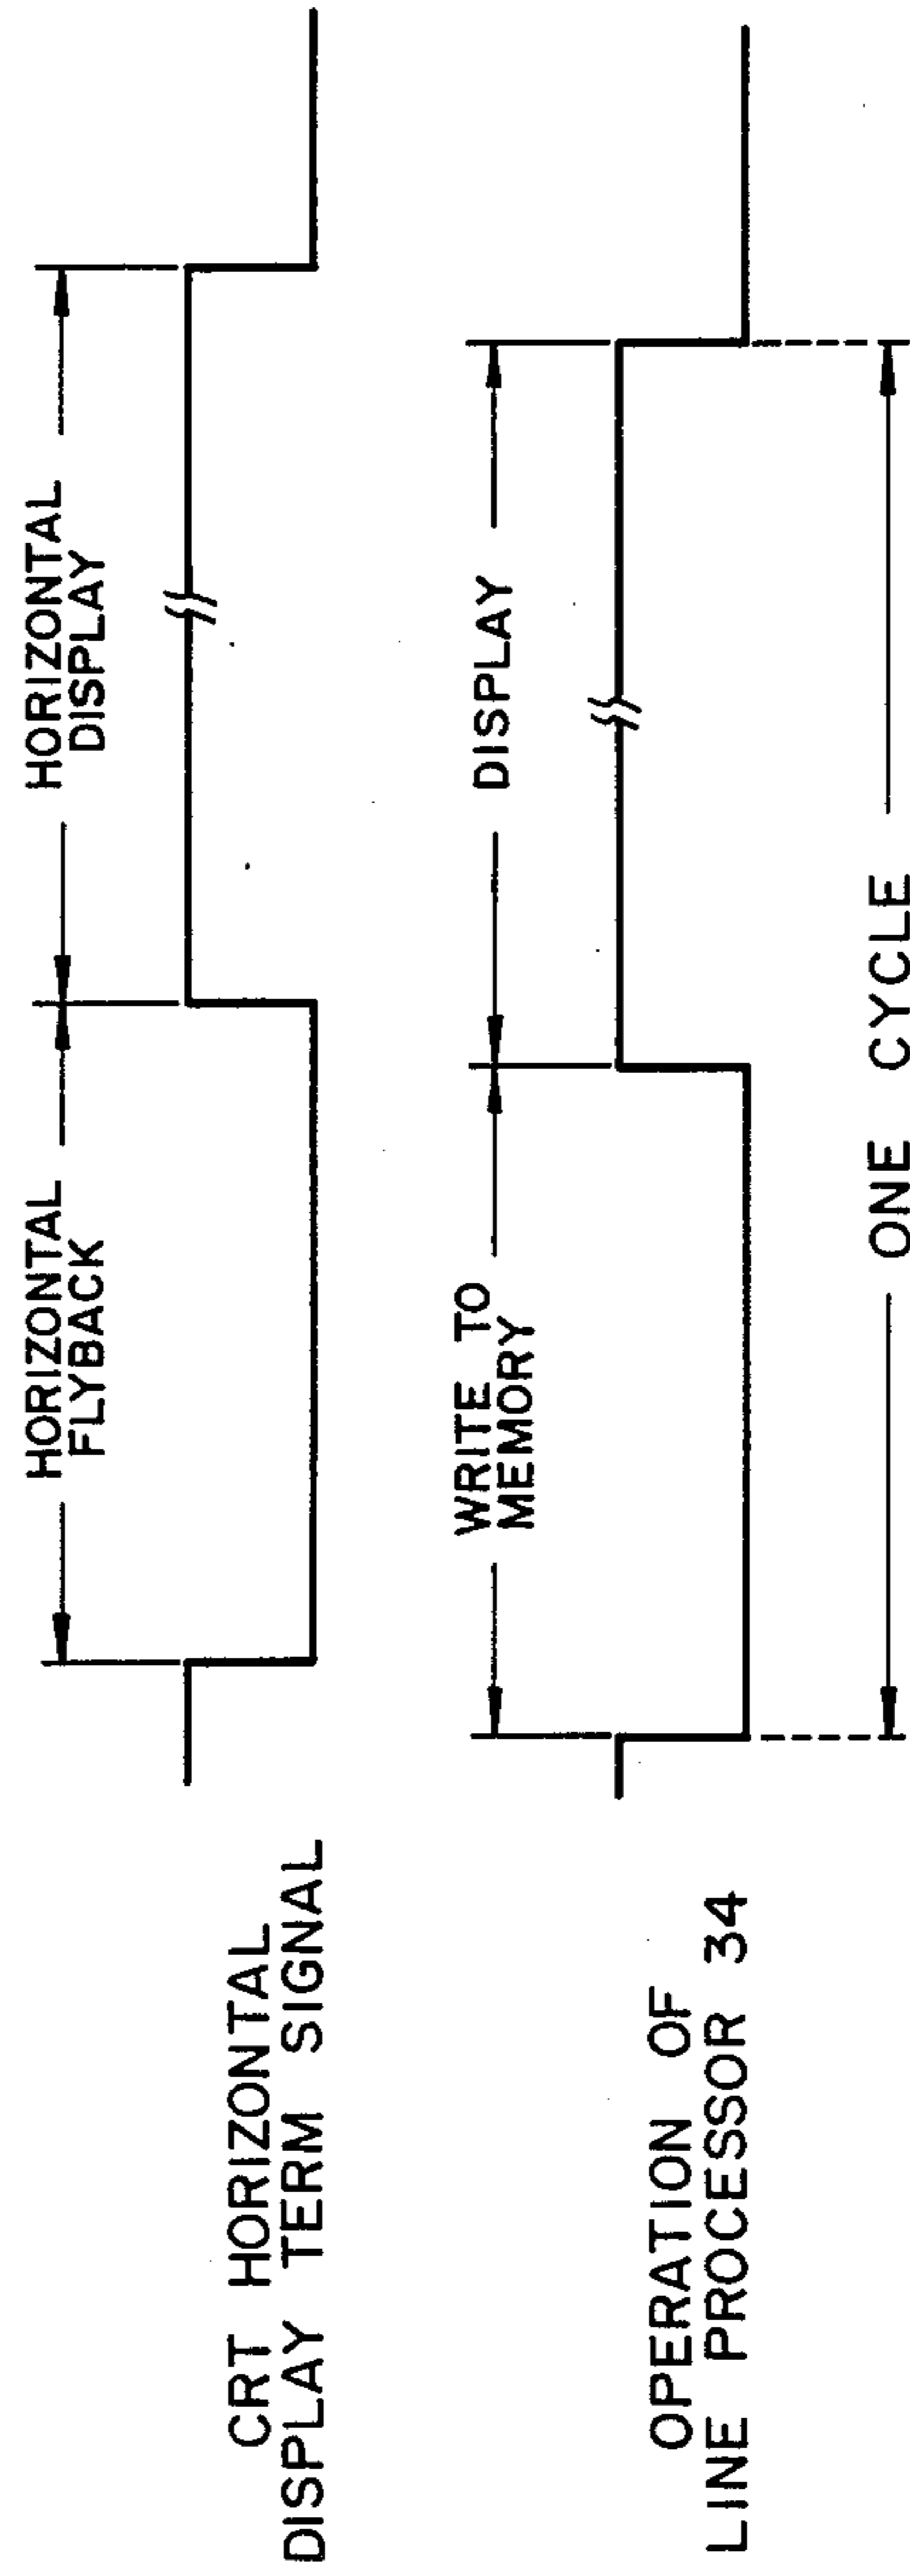 HORIZONTAL
FLYBACK
HORIZONTAL
DISPLAY
CRT HORIZONTAL
DISPLAY TERM SIGNAL
WRITE TO
MEMORY
DISPLAY
OPERATION OF
LINE PROCESSOR 34
ONE CYCLE